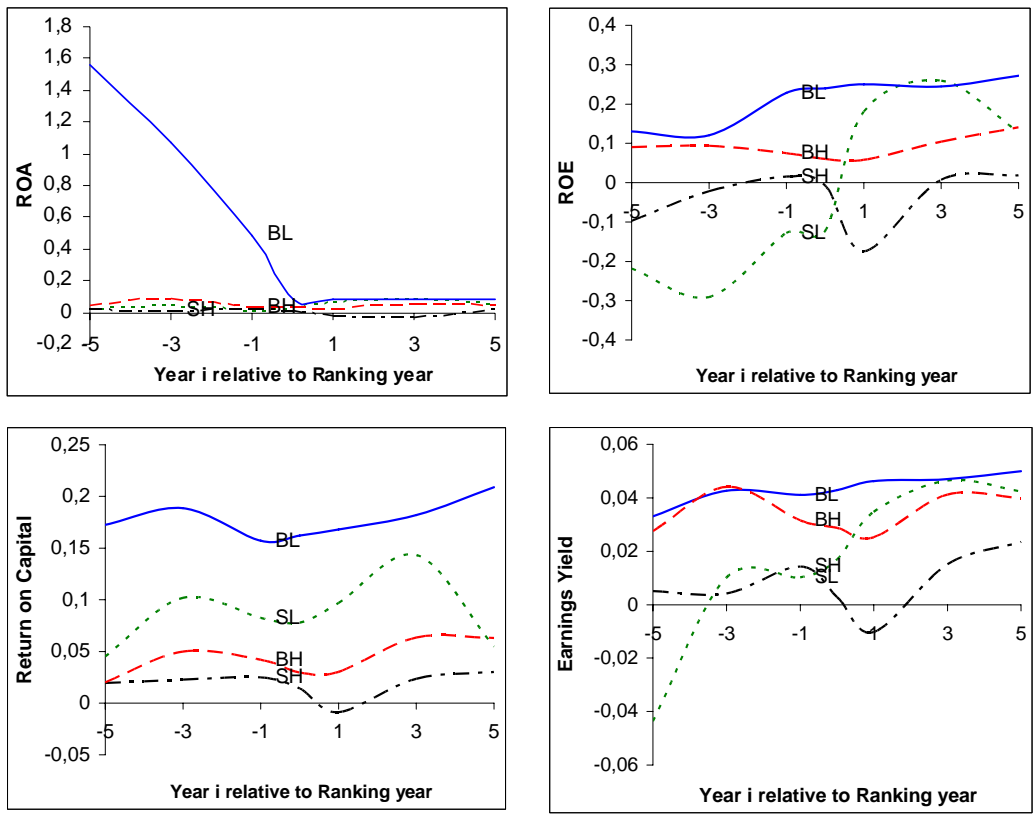 1,8
1,6
1,4
1,2
1
0,8
0,6
0,4
0,2
0
-0,2
ROA
BL
SH
BH
-5 -3 -1 1 3 5
Year i relative to Ranking year
0,4
0,3
0,2
0,1
0
-0,1
-0,2
-0,3
-0,4
ROE
BL
BH
SH
SL
-5 -3 -1 1 3 5
Year i relative to Ranking year
0,25
0,2
0,15
0,1
0,05
0
-0,05
Return on Capital
BL
SL
BH
SH
-5 -3 -1 1 3 5
Year i relative to Ranking year
0,06
0,04
0,02
0
-0,02
-0,04
-0,06
Earnings Yield
BL
BH
SH
SL
-5 -3 -1 1 3 5
Year i relative to Ranking year